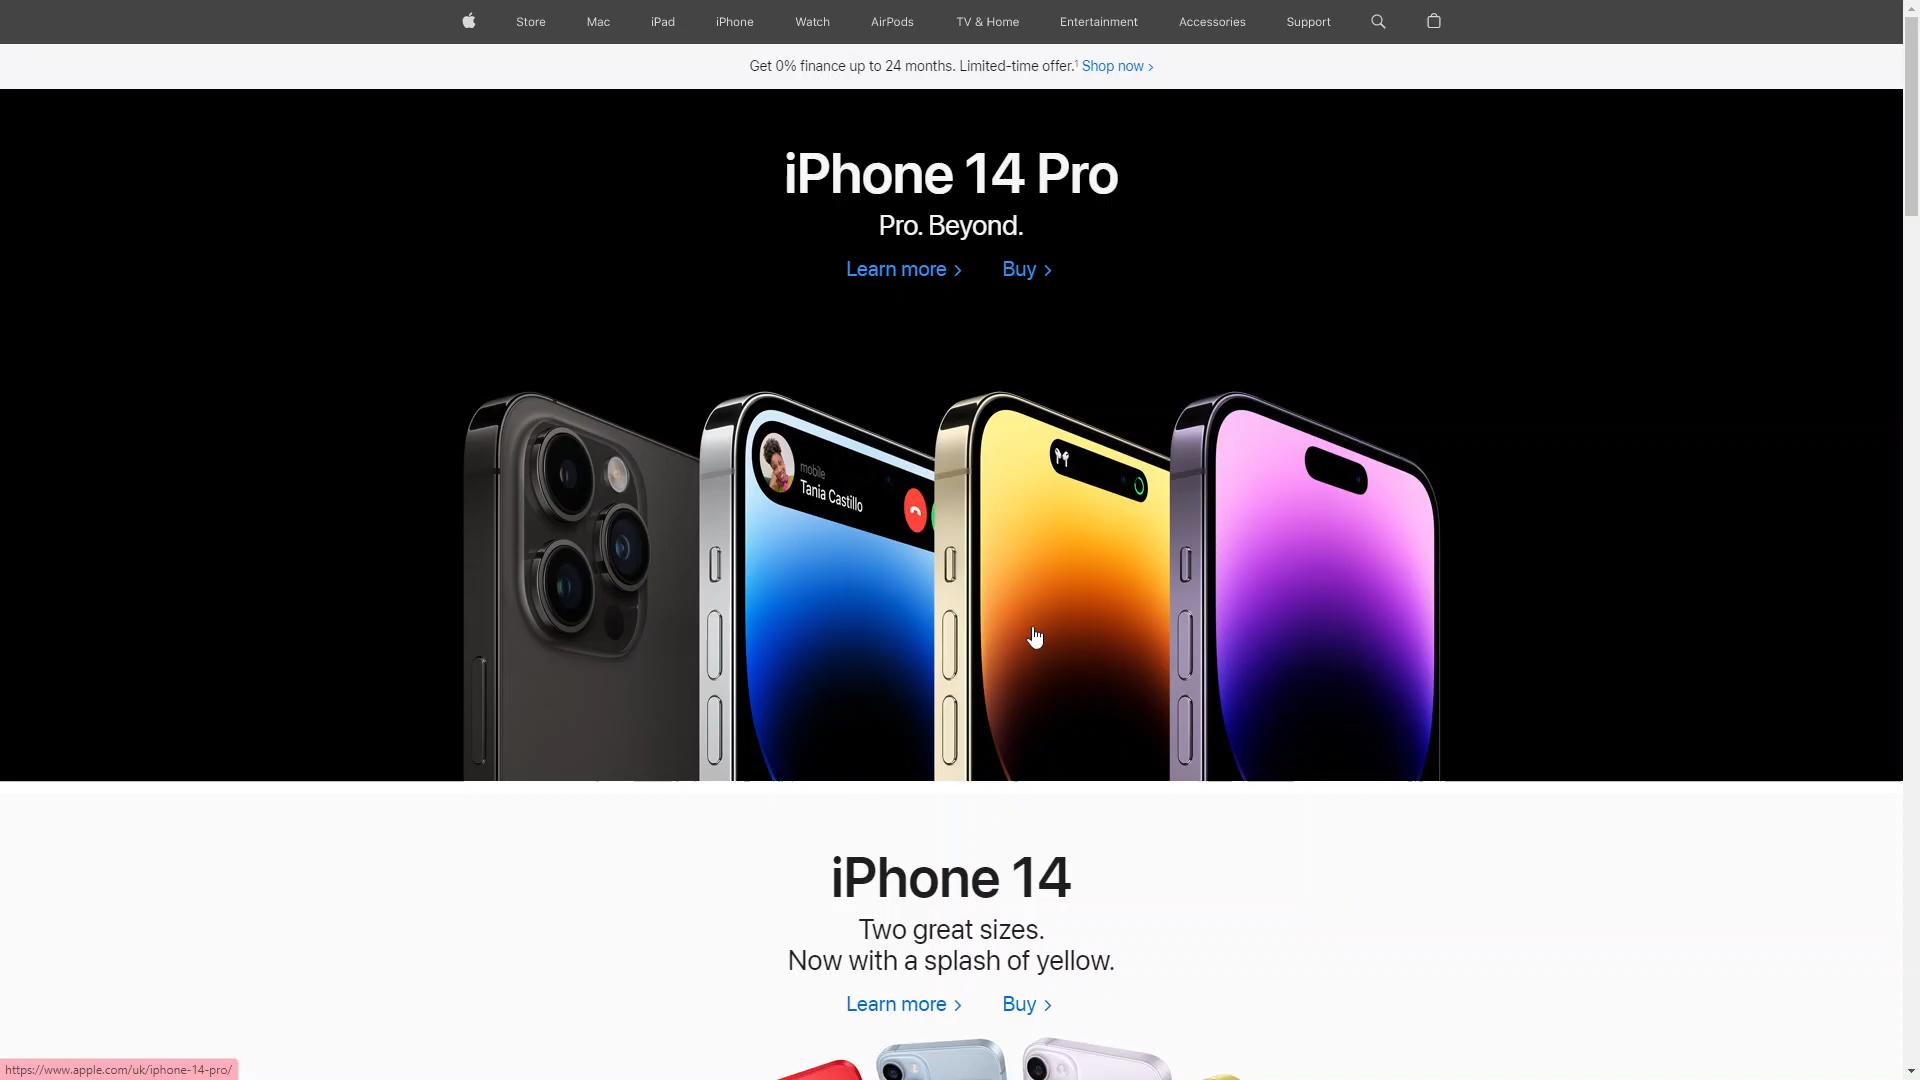 Store Mac iPad iPhone Watch AirPods TV & Home Entertainment Accessories Support
Get 0% finance up to 24 months. Limited-time offer.¹ Shop now >
iPhone 14 Pro
Pro. Beyond.
Learn more > Buy >
mobile
Tania Castillo
iPhone 14
Two great sizes.
Now with a splash of yellow.
Learn more > Buy >
https://www.apple.com/uk/iphone-14-pro/